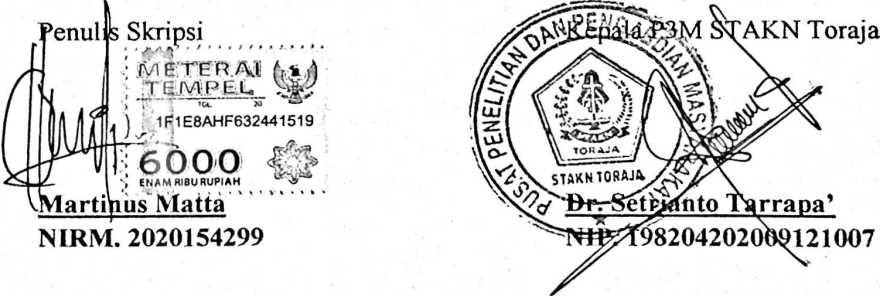 Penulis Skripsi
METERAI
TEMPEL
TGL. 20
1F1E8AHF632441519
6000
ENAM RIBU RUPIAH
Martinus Matta
NIRM. 2020154299
Kepala P3M STAKN Toraja
PUSAT PENELITIAN DAN PENGABDIAN MASYARAKAT
TORAJA
STAKN TORAJA
Dr. Setrianto Tarrapa’
NIP. 198204202009121007